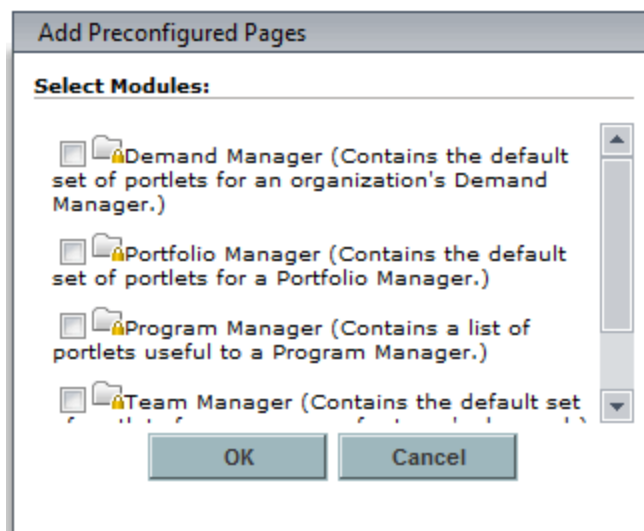 Add Preconfigured Pages
Select Modules:
Demand Manager (Contains the default
set of portlets for an organization's Demand
Manager.)
Portfolio Manager (Contains the default
set of portlets for a Portfolio Manager.)
Program Manager (Contains a list of
portlets useful to a Program Manager.)
Team Manager (Contains the default set
OK
Cancel